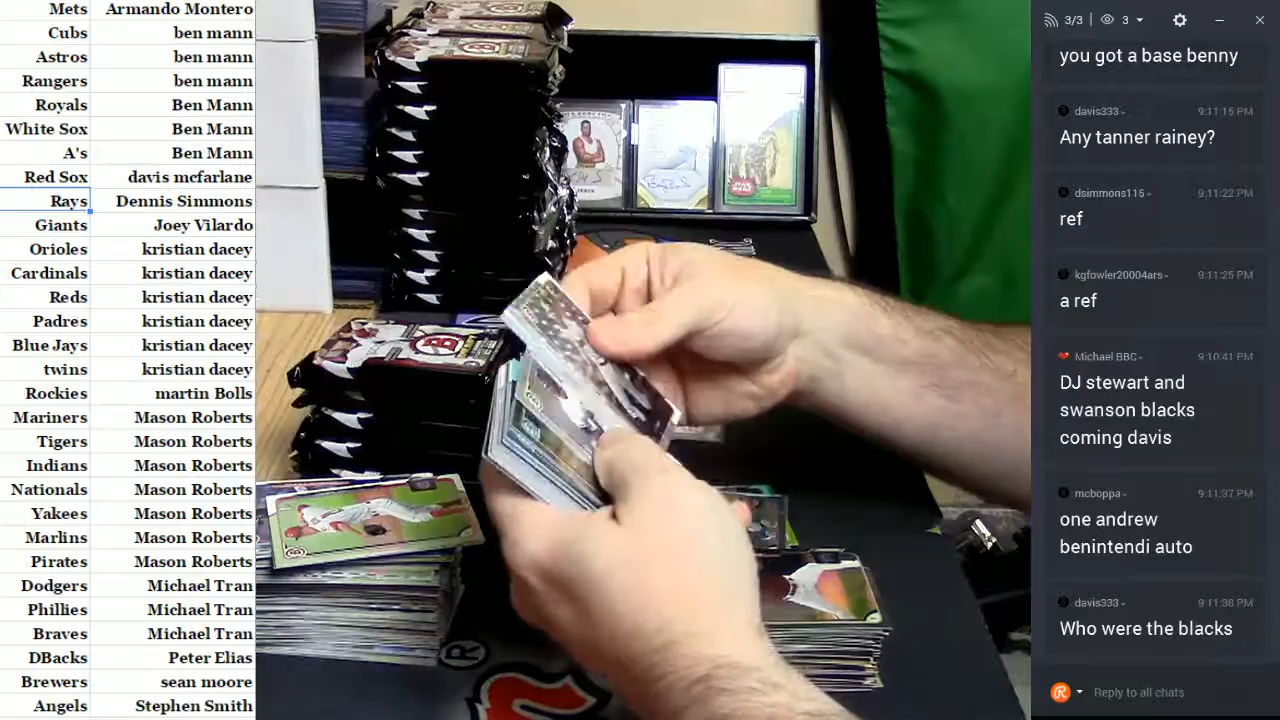 Mets Armando Montero
Cubs ben mann
Astros ben mann
Rangers ben mann
Royals Ben Mann
White Sox Ben Mann
A's Ben Mann
Red Sox davis mcfarlane
Rays Dennis Simmons
Giants Joey Vilardo
Orioles kristian dacey
Cardinals kristian dacey
Reds kristian dacey
Padres kristian dacey
Blue Jays kristian dacey
twins kristian dacey
Rockies martin Bolls
Mariners Mason Roberts
Tigers Mason Roberts
Indians Mason Roberts
Nationals Mason Roberts
Yakees Mason Roberts
Marlins Mason Roberts
Pirates Mason Roberts
Dodgers Michael Tran
Phillies Michael Tran
Braves Michael Tran
DBacks Peter Elias
Brewers sean moore
Angels Stephen Smith
STAR WARS
B
®
3/3 3
you got a base benny
davis333 9:11:15 PM
Any tanner rainey?
dsimmons115 9:11:22 PM
ref
kgfowler20004ars 9:11:25 PM
a ref
Michael BBC 9:10:41 PM
DJ stewart and
swanson blacks
coming davis
mcboppa 9:11:37 PM
one andrew
benintendi auto
davis333 9:11:38 PM
Who were the blacks
Reply to all chats